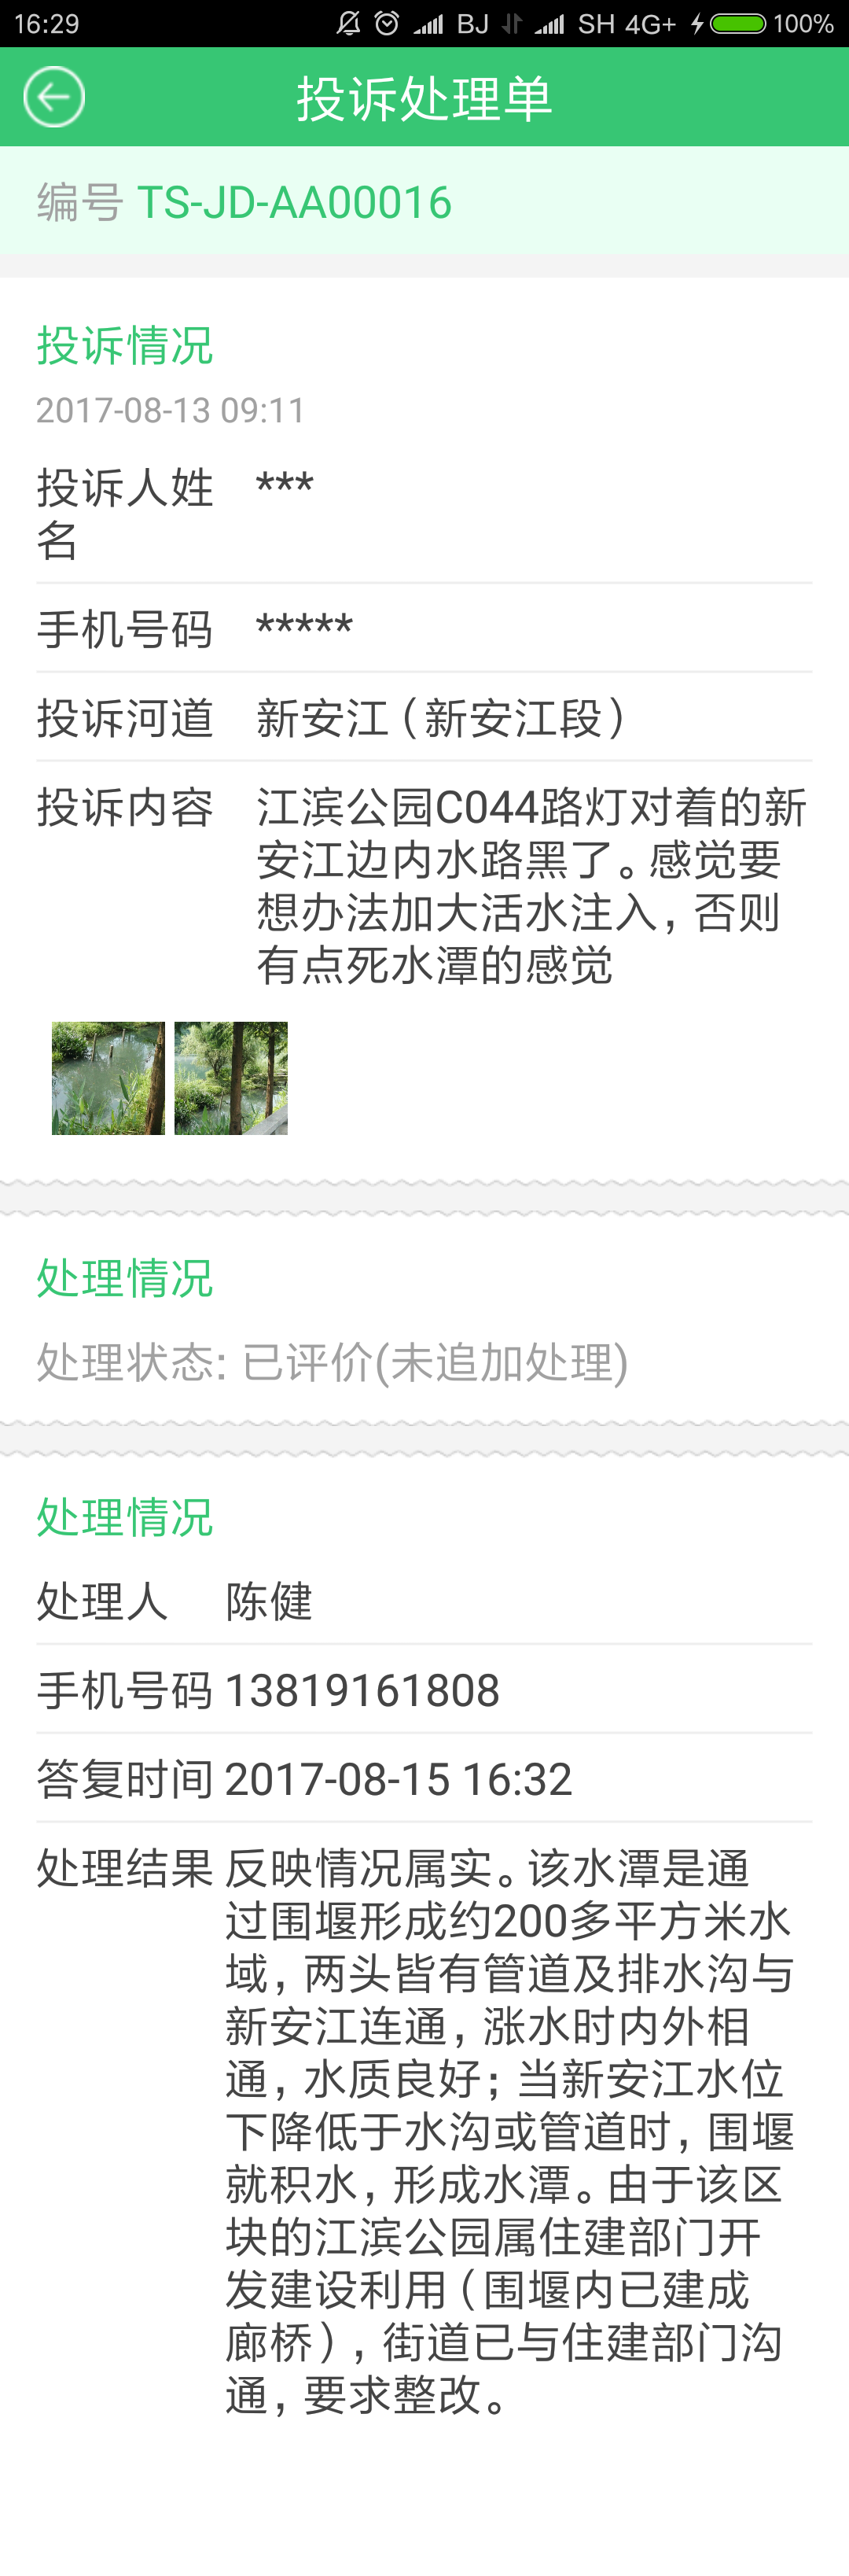 16:29 BJ SH 4G+ 100%
投诉处理单
编号 TS-JD-AA00016
投诉情况
2017-08-13 09:11
投诉人姓名 ***
手机号码 *****
投诉河道 新安江（新安江段）
投诉内容 江滨公园C044路灯对着的新
安江边内水路黑了。感觉要
想办法加大活水注入，否则
有点死水潭的感觉
处理情况
处理状态: 已评价(未追加处理)
处理情况
处理人 陈健
手机号码 13819161808
答复时间 2017-08-15 16:32
处理结果 反映情况属实。该水潭是通
过围堰形成约200多平方米水
域，两头皆有管道及排水沟与
新安江连通，涨水时内外相
通，水质良好；当新安江水位
下降低于水沟或管道时，围堰
就积水，形成水潭。由于该区
块的江滨公园属住建部门开
发建设利用（围堰内已建成
廊桥），街道已与住建部门沟
通，要求整改。